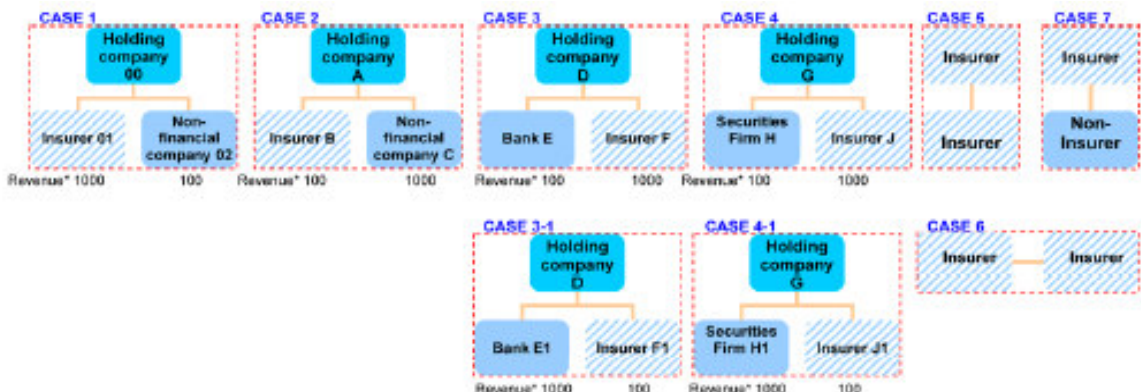 CASE 1
CASE 2
CASE 3
CASE 4
CASE 5
CASE 7
Holding
company
00
Holding
company
A
Holding
company
D
Holding
company
G
Insurer
Insurer
Insurer 01
Non-
financial
company 02
Insurer B
Non-
financial
company C
Bank E
Insurer F
Securities
Firm H
Insurer J
Insurer
Non-
Insurer
Revenue* 1000
100
Revenue* 100
1000
Revenue* 100
1000
Revenue* 100
1000
CASE 3-1
CASE 4-1
CASE 6
Holding
company
D
Holding
company
G
Insurer
Insurer
Bank E1
Insurer F1
Securities
Firm H1
Insurer J1
Revenue* 1000
100
Revenue* 1000
100